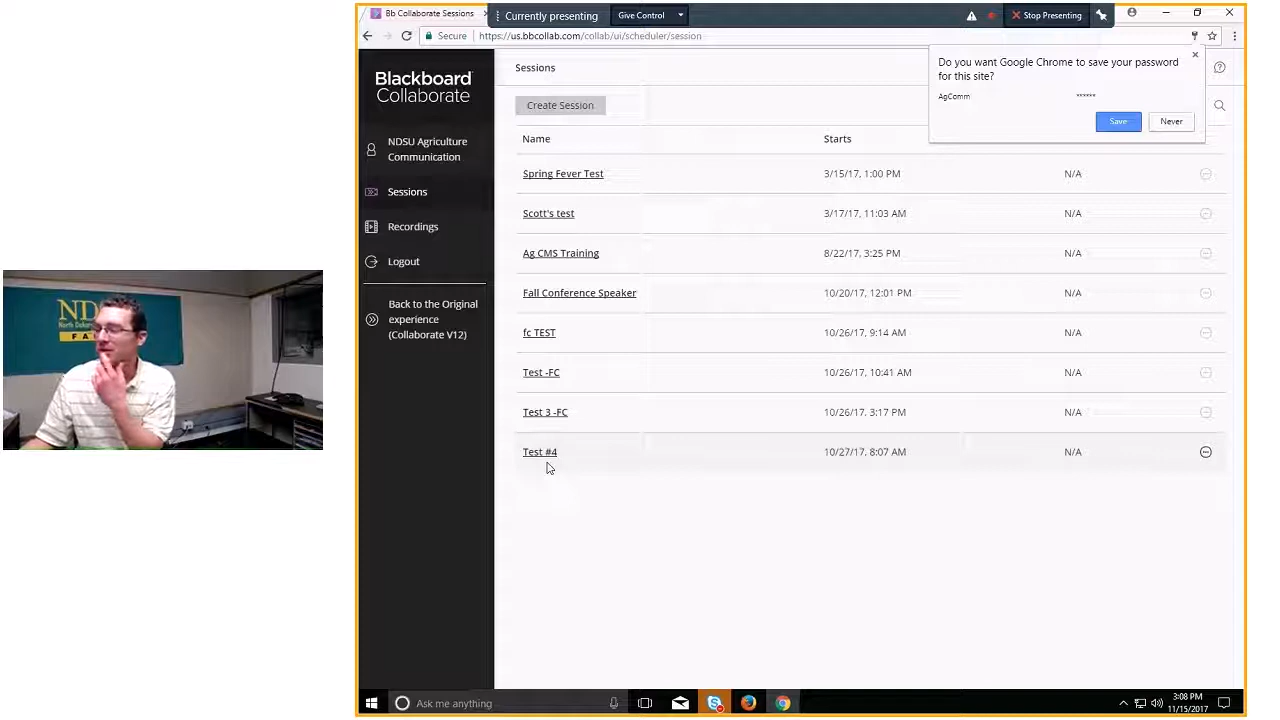 Bb Collaborate Sessions
Currently presenting
Give Control
Stop Presenting
Secure
https://us.bbcollab.com/collab/ui/scheduler/session
Do you want Google Chrome to save your password
for this site?
AgComm
******
Save
Never
Blackboard
Collaborate
NDSU Agriculture
Communication
Sessions
Recordings
Logout
Back to the Original
experience
(Collaborate V12)
Sessions
Create Session
Name
Starts
Spring Fever Test
3/15/17, 1:00 PM
N/A
Scott's test
3/17/17, 11:03 AM
N/A
Ag CMS Training
8/22/17, 3:25 PM
N/A
Fall Conference Speaker
10/20/17, 12:01 PM
N/A
fc TEST
10/26/17, 9:14 AM
N/A
Test -FC
10/26/17, 10:41 AM
N/A
Test 3 -FC
10/26/17, 3:17 PM
N/A
Test #4
10/27/17, 8:07 AM
N/A
Ask me anything
3:08 PM
11/15/2017